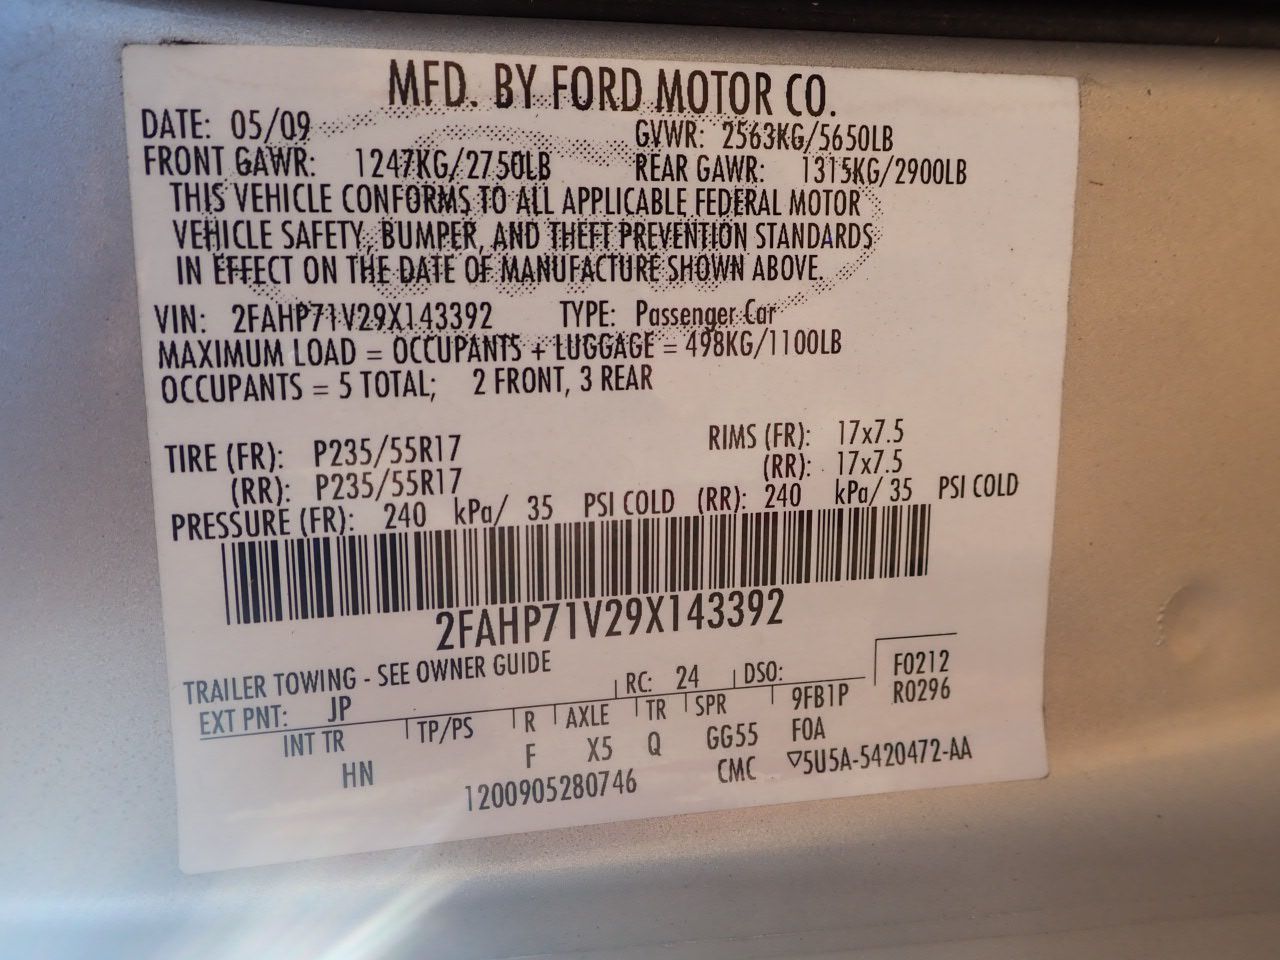 MFD. BY FORD MOTOR CO.
DATE: 05/09 GVWR: 2563KG/5650LB
FRONT GAWR: 1247KG/2750LB REAR GAWR: 1315KG/2900LB
THIS VEHICLE CONFORMS TO ALL APPLICABLE FEDERAL MOTOR
VEHICLE SAFETY, BUMPER, AND THEFT PREVENTION STANDARDS
IN EFFECT ON THE DATE OF MANUFACTURE SHOWN ABOVE.
VIN: 2FAHP71V29X143392 TYPE: Passenger Car
MAXIMUM LOAD = OCCUPANTS + LUGGAGE = 498KG/1100LB
OCCUPANTS = 5 TOTAL; 2 FRONT, 3 REAR
TIRE (FR): P235/55R17 RIMS (FR): 17x7.5
(RR): P235/55R17 (RR): 17x7.5
PRESSURE (FR): 240 kPa/ 35 PSI COLD (RR): 240 kPa/ 35 PSI COLD
2FAHP71V29X143392
TRAILER TOWING - SEE OWNER GUIDE
EXT PNT: JP RC: 24 DSO: F0212
INT TR TP/PS R AXLE TR SPR 9FB1P R0296
HN F X5 Q GG55 FOA
1200905280746 CMC ▽5U5A-5420472-AA